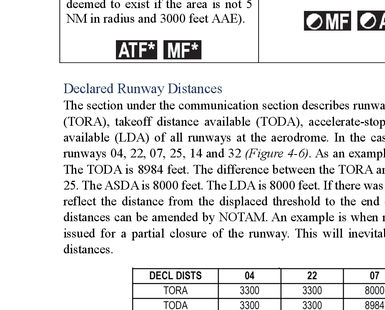 deemed to exist if the area is not 5
NM in radius and 3000 feet AAE).
MF
ATF* MF*
Declared Runway Distances
The section under the communication section describes runwa
(TORA), takeoff distance available (TODA), accelerate-stop
available (LDA) of all runways at the aerodrome. In the cas
runways 04, 22, 07, 25, 14 and 32 (Figure 4-6). As an exampl
The TODA is 8984 feet. The difference between the TORA an
25. The ASDA is 8000 feet. The LDA is 8000 feet. If there was
reflect the distance from the displaced threshold to the end
distances can be amended by NOTAM. An example is when r
issued for a partial closure of the runway. This will inevital
distances.
DECL DISTS 04 22 07
TORA 3300 3300 8000
TODA 3300 3300 8984